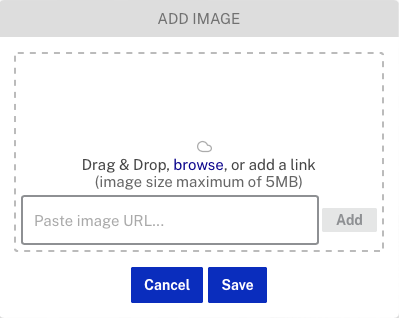 ADD IMAGE
Drag & Drop, browse, or add a link
(image size maximum of 5MB)
Paste image URL...
Add
Cancel
Save